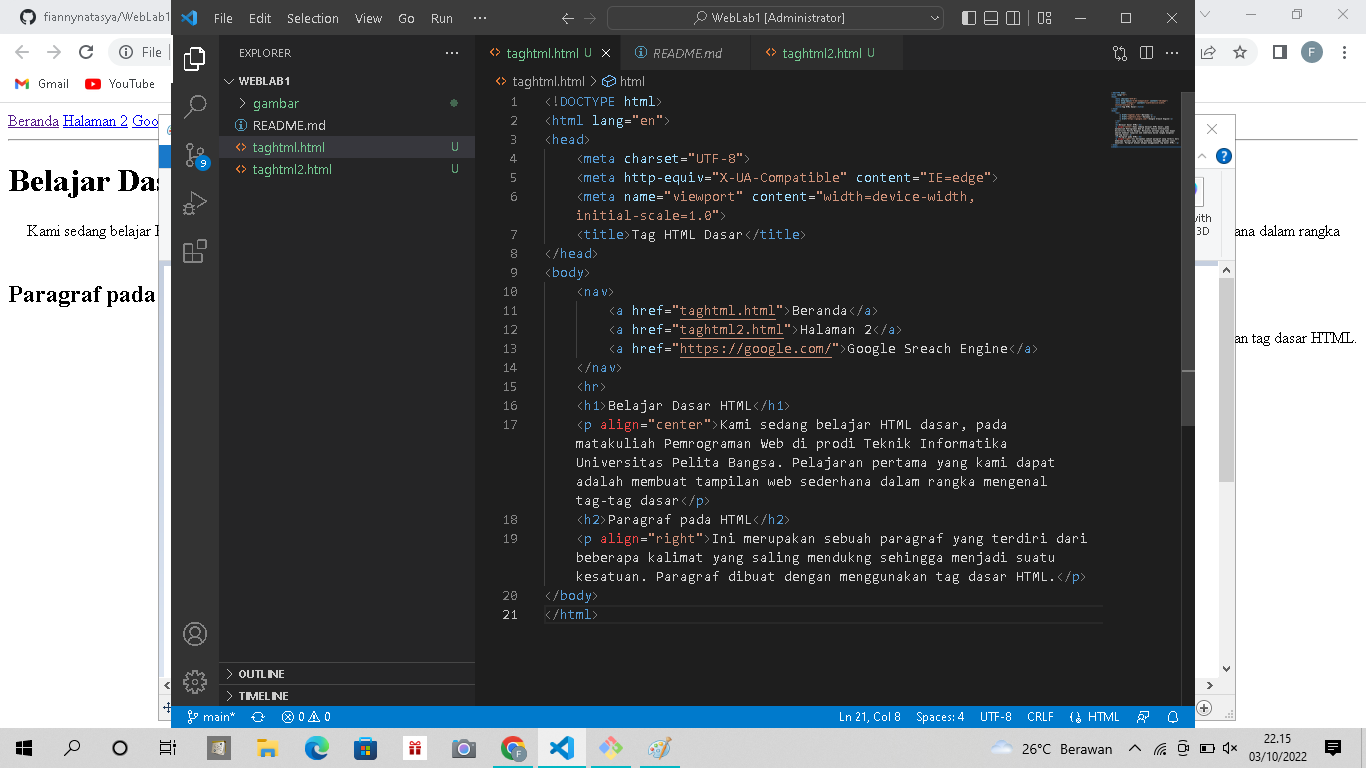 fiannynatasya/WebLab1
File Edit Selection View Go Run ··· WebLab1 [Administrator]
File
F
Gmail YouTube
Beranda Halaman 2 Goo
Belajar Das
Kami sedang belajar
ana dalam rangka
Paragraf pada
an tag dasar HTML.
with
3D
EXPLORER ···
WEBLAB1
gambar
README.md
taghtml.html U
taghtml2.html U
9
OUTLINE
TIMELINE
taghtml.html U README.md taghtml2.html U
taghtml.html > html
1 <!DOCTYPE html>
2 <html lang="en">
3 <head>
4 <meta charset="UTF-8">
5 <meta http-equiv="X-UA-Compatible" content="IE=edge">
6 <meta name="viewport" content="width=device-width,
initial-scale=1.0">
7 <title>Tag HTML Dasar</title>
8 </head>
9 <body>
10 <nav>
11 <a href="taghtml.html">Beranda</a>
12 <a href="taghtml2.html">Halaman 2</a>
13 <a href="https://google.com/">Google Sreach Engine</a>
14 </nav>
15 <hr>
16 <h1>Belajar Dasar HTML</h1>
17 <p align="center">Kami sedang belajar HTML dasar, pada
matakuliah Pemrograman Web di prodi Teknik Informatika
Universitas Pelita Bangsa. Pelajaran pertama yang kami dapat
adalah membuat tampilan web sederhana dalam rangka mengenal
tag-tag dasar</p>
18 <h2>Paragraf pada HTML</h2>
19 <p align="right">Ini merupakan sebuah paragraf yang terdiri dari
beberapa kalimat yang saling mendukng sehingga menjadi suatu
kesatuan. Paragraf dibuat dengan menggunakan tag dasar HTML.</p>
20 </body>
21 </html>
main* 0 0 Ln 21, Col 8 Spaces: 4 UTF-8 CRLF HTML
26°C Berawan 22.15
03/10/2022